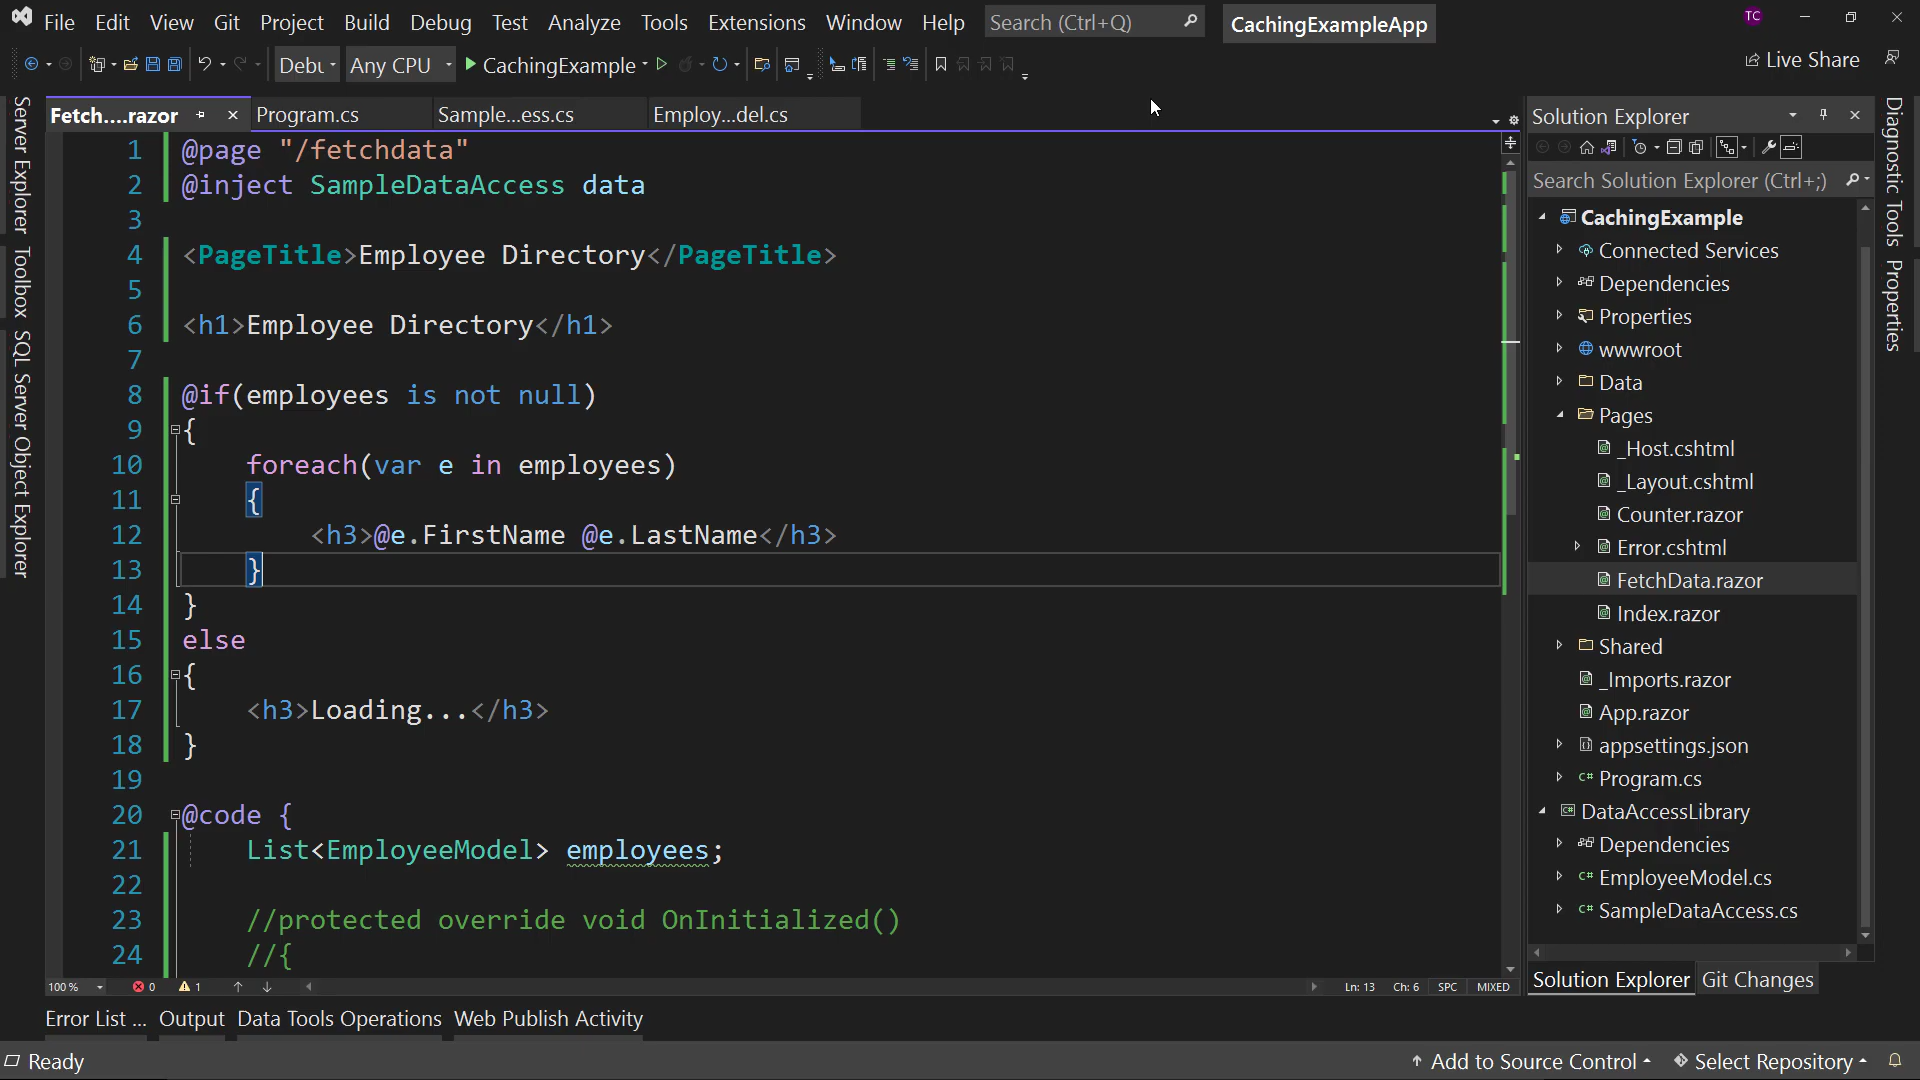 File Edit View Git Project Build Debug Test Analyze Tools Extensions Window Help Search (Ctrl+Q) CachingExampleApp TC
Debu Any CPU CachingExample Live Share
Fetch....razor Program.cs Sample...ess.cs Employ...del.cs
1 @page "/fetchdata"
2 @inject SampleDataAccess data
3
4 <PageTitle>Employee Directory</PageTitle>
5
6 <h1>Employee Directory</h1>
7
8 @if(employees is not null)
9 {
10 foreach(var e in employees)
11 {
12 <h3>@e.FirstName @e.LastName</h3>
13 }
14 }
15 else
16 {
17 <h3>Loading...</h3>
18 }
19
20 @code {
21 List<EmployeeModel> employees;
22
23 //protected override void OnInitialized()
24 //{
100 % 0 1 Ln: 13 Ch: 6 SPC MIXED
Server Explorer
Toolbox
SQL Server Object Explorer
Solution Explorer
Search Solution Explorer (Ctrl+;)
CachingExample
Connected Services
Dependencies
Properties
wwwroot
Data
Pages
_Host.cshtml
_Layout.cshtml
Counter.razor
Error.cshtml
FetchData.razor
Index.razor
Shared
_Imports.razor
App.razor
appsettings.json
C# Program.cs
C# DataAccessLibrary
Dependencies
C# EmployeeModel.cs
C# SampleDataAccess.cs
Solution Explorer Git Changes
Diagnostic Tools
Properties
Error List ... Output Data Tools Operations Web Publish Activity
Ready Add to Source Control Select Repository